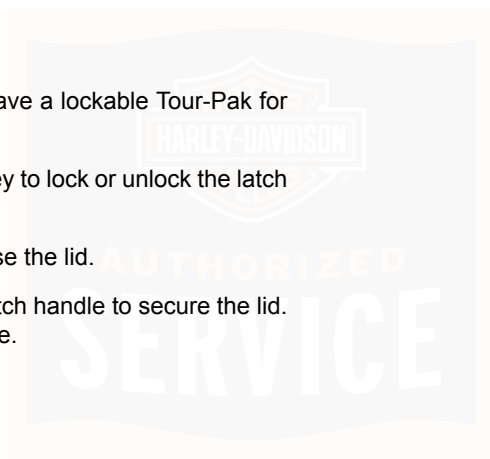 ave a lockable Tour-Pak for
HARLEY-DAVIDSON
ey to lock or unlock the latch
se the lid.
AUTHORIZED
tch handle to secure the lid.
e.
SERVICE